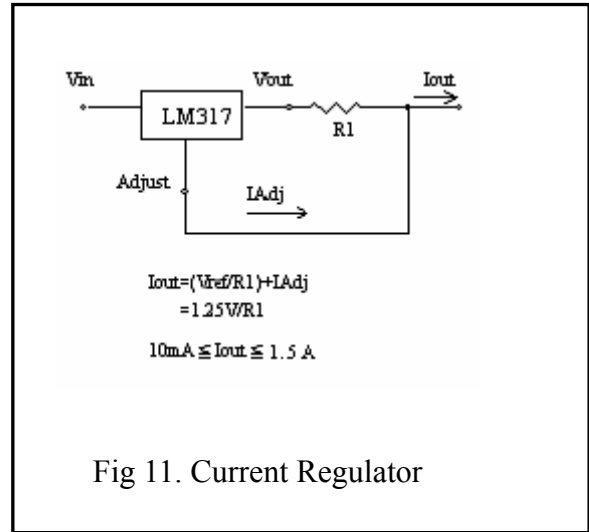 Vin
Vout
Iout
LM317
R1
Adjust
IAdj
Iout=(Vref/R1)+IAdj
=1.25V/R1
10mA ≦ Iout ≦ 1.5 A
Fig 11. Current Regulator